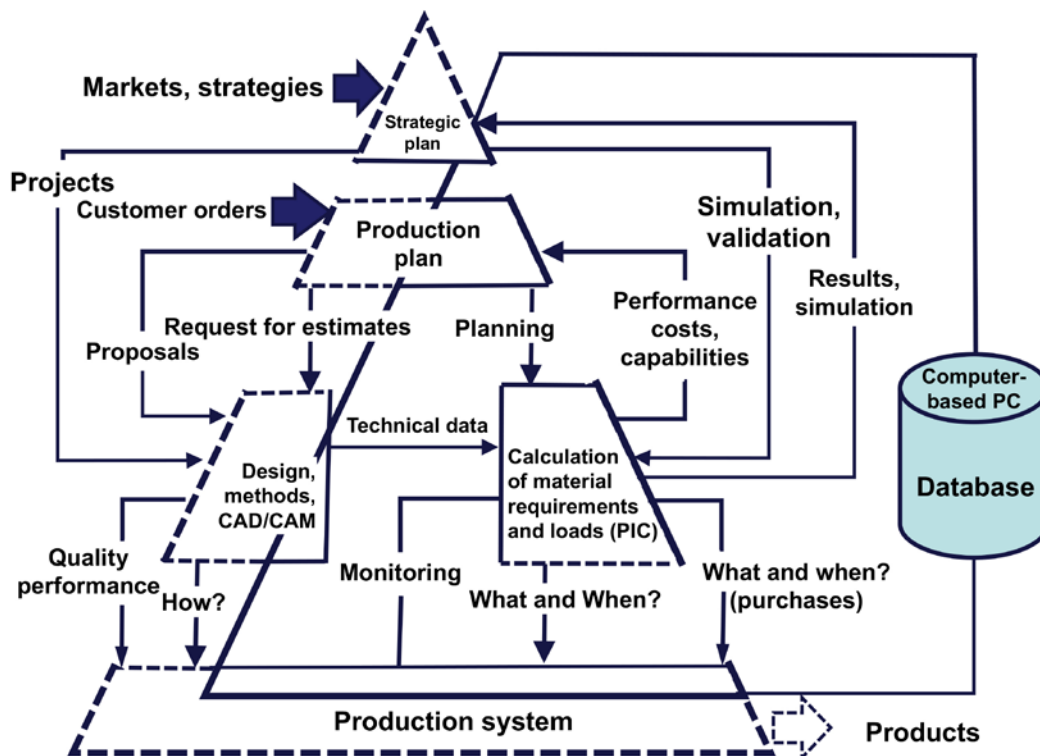 Markets, strategies
Strategic
plan
Projects
Customer orders
Production
plan
Simulation,
validation
Results,
simulation
Request for estimates
Planning
Performance
costs,
capabilities
Proposals
Computer-
based PC
Database
Technical data
Design,
methods,
CAD/CAM
Calculation
of material
requirements
and loads (PIC)
Quality
performance
How?
Monitoring
What and When?
What and when?
(purchases)
Production system
Products